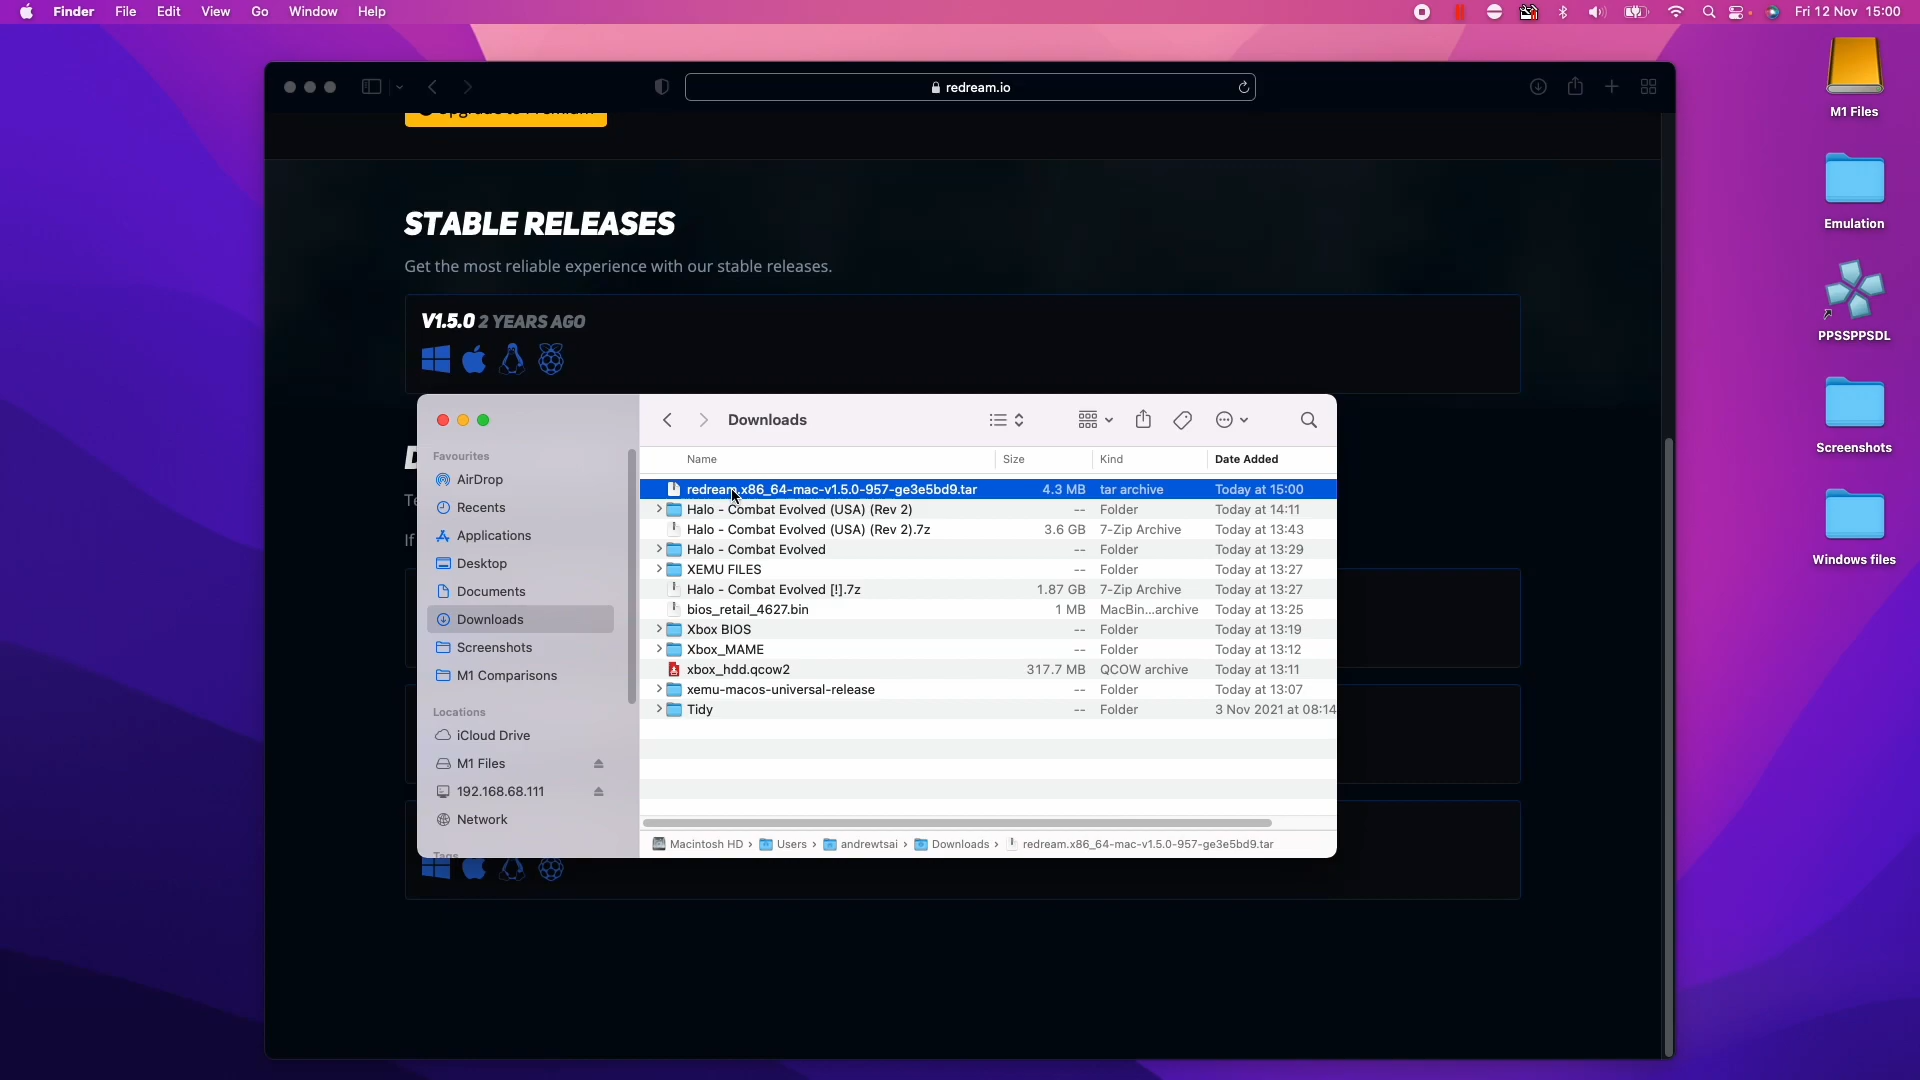 Finder File Edit View Go Window Help
Fri 12 Nov 15:00
redream.io
M1 Files
Emulation
PPSSPPSDL
Screenshots
Windows files
STABLE RELEASES
Get the most reliable experience with our stable releases.
V1.5.0 2 YEARS AGO
Downloads
Name Size Kind Date Added
redream.x86_64-mac-v1.5.0-957-ge3e5bd9.tar 4.3 MB tar archive Today at 15:00
Halo - Combat Evolved (USA) (Rev 2) -- Folder Today at 14:11
Halo - Combat Evolved (USA) (Rev 2).7z 3.6 GB 7-Zip Archive Today at 13:43
Halo - Combat Evolved -- Folder Today at 13:29
XEMU FILES -- Folder Today at 13:27
Halo - Combat Evolved [!].7z 1.87 GB 7-Zip Archive Today at 13:27
bios_retail_4627.bin 1 MB MacBin...archive Today at 13:25
Xbox BIOS -- Folder Today at 13:19
Xbox_MAME -- Folder Today at 13:12
xbox_hdd.qcow2 317.7 MB QCOW archive Today at 13:11
xemu-macos-universal-release -- Folder Today at 13:07
Tidy -- Folder 3 Nov 2021 at 08:14
Favourites
AirDrop
Recents
Applications
Desktop
Documents
Downloads
Screenshots
M1 Comparisons
Locations
iCloud Drive
M1 Files
192.168.68.111
Network
Tags
Macintosh HD › Users › andrewtsai › Downloads › redream.x86_64-mac-v1.5.0-957-ge3e5bd9.tar
If